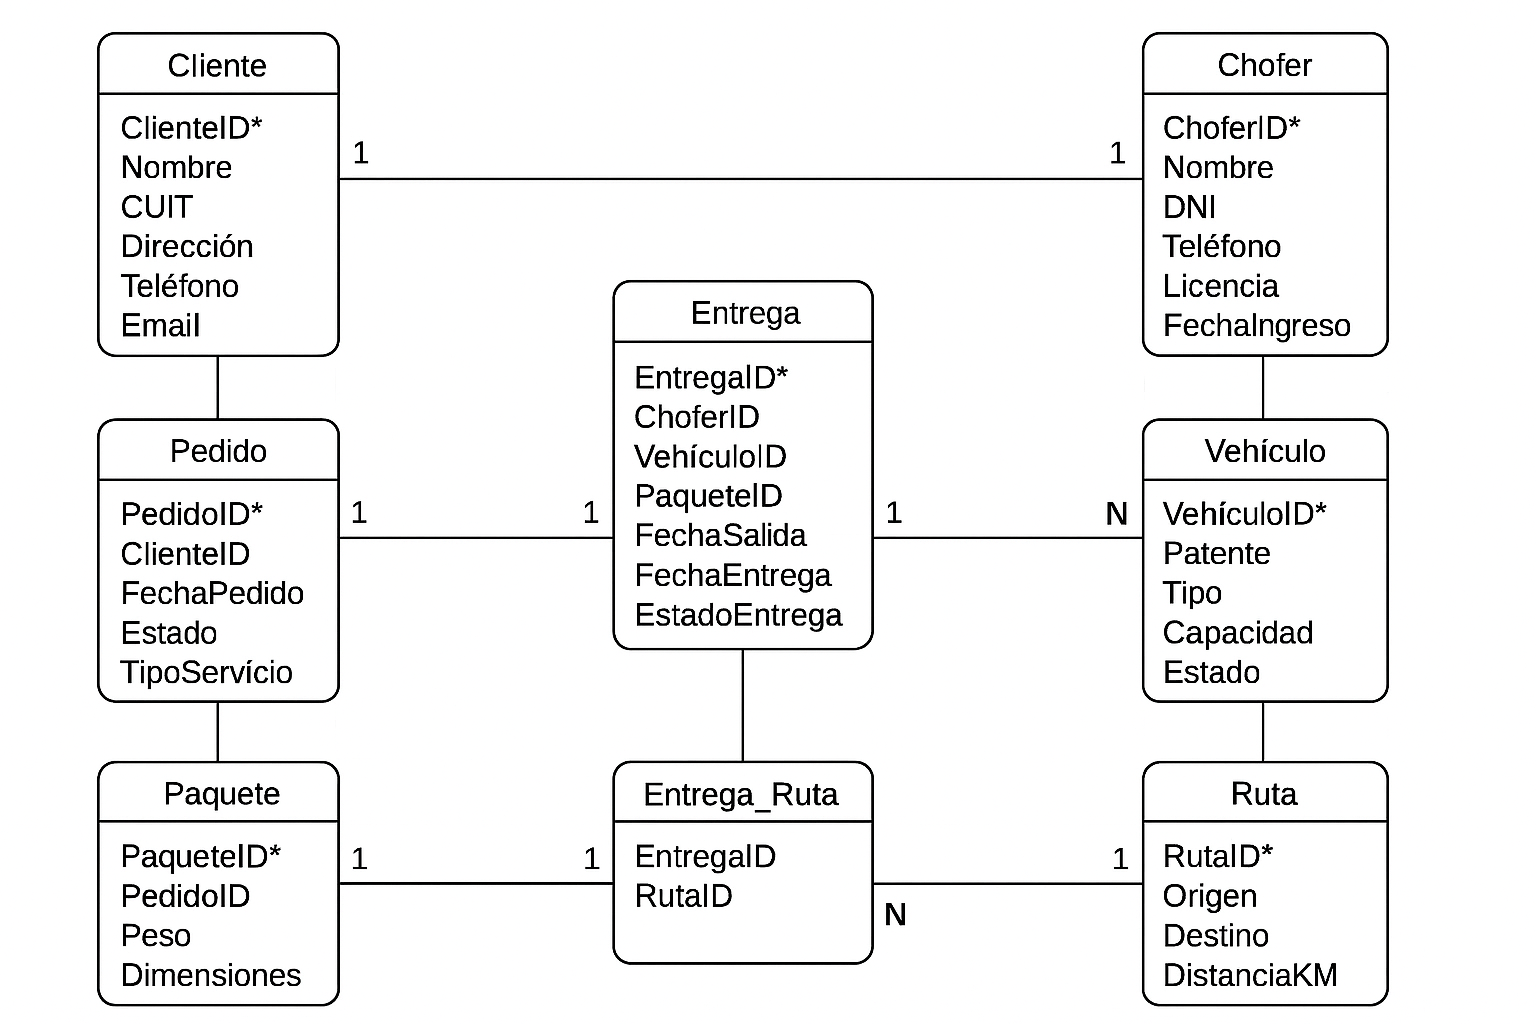 Cliente
ClienteID*
Nombre
CUIT
Dirección
Teléfono
Email
1
1
Chofer
ChoferID*
Nombre
DNI
Teléfono
Licencia
FechaIngreso
Entrega
EntregaID*
ChoferID
VehículoID
PaqueteID
FechaSalida
FechaEntrega
EstadoEntrega
Pedido
PedidoID*
ClienteID
FechaPedido
Estado
TipoServício
1
1
1
N
Vehículo
VehículoID*
Patente
Tipo
Capacidad
Estado
Paquete
PaqueteID*
PedidoID
Peso
Dimensiones
1
1
Entrega_Ruta
EntregaID
RutaID
N
1
Ruta
RutaID*
Origen
Destino
DistanciaKM